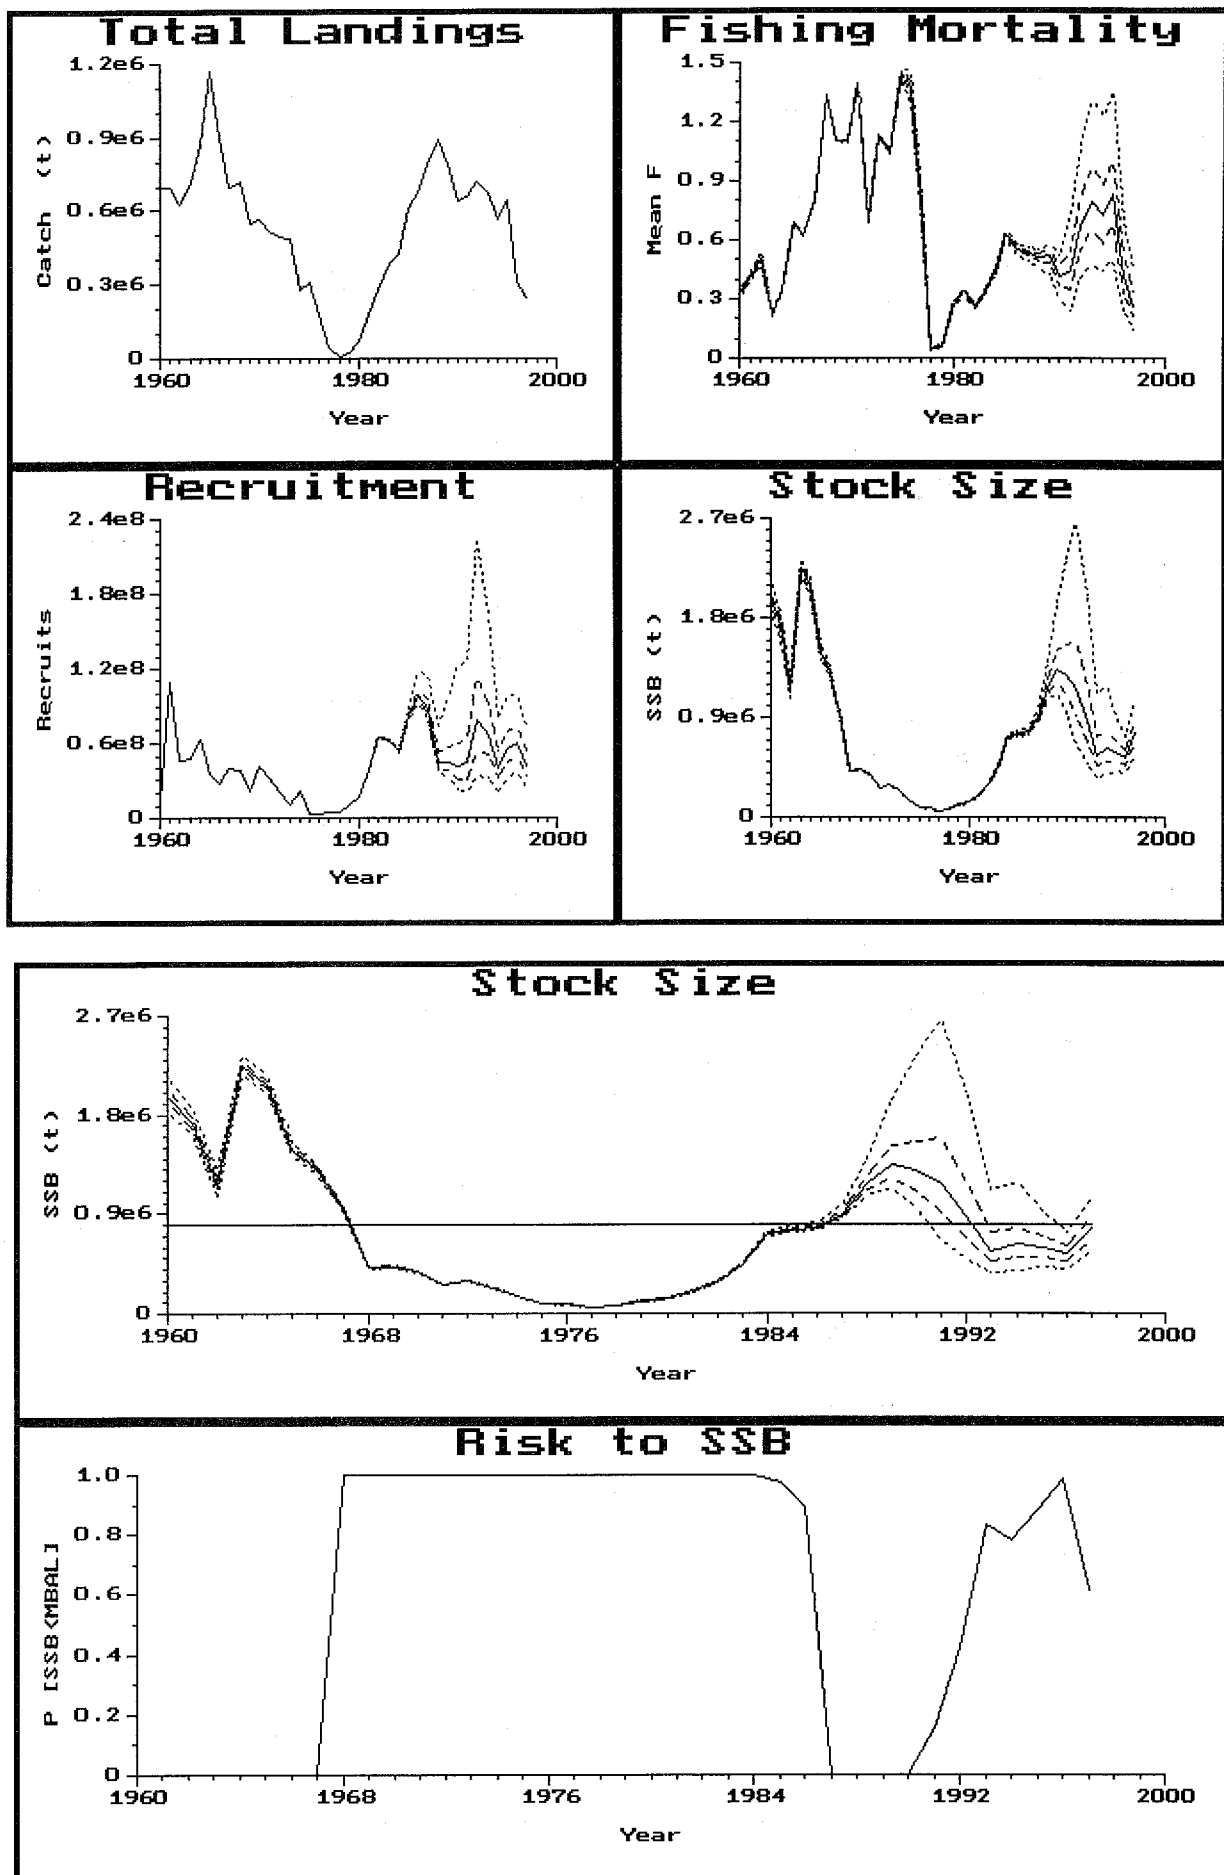 Total Landings
Catch (t)
1.2e6
0.9e6
0.6e6
0.3e6
0
1960
1980
2000
Year
Fishing Mortality
Mean F
1.5
1.2
0.9
0.6
0.3
0
1960
1980
2000
Year
Recruitment
Recruits
2.4e8
1.8e8
1.2e8
0.6e8
0
1960
1980
2000
Year
Stock Size
SSB (t)
2.7e6
1.8e6
0.9e6
0
1960
1980
2000
Year
Stock Size
SSB (t)
2.7e6
1.8e6
0.9e6
0
1960
1968
1976
1984
1992
2000
Year
Risk to SSB
P [SSB<MBAL]
1.0
0.8
0.6
0.4
0.2
0
1960
1968
1976
1984
1992
2000
Year